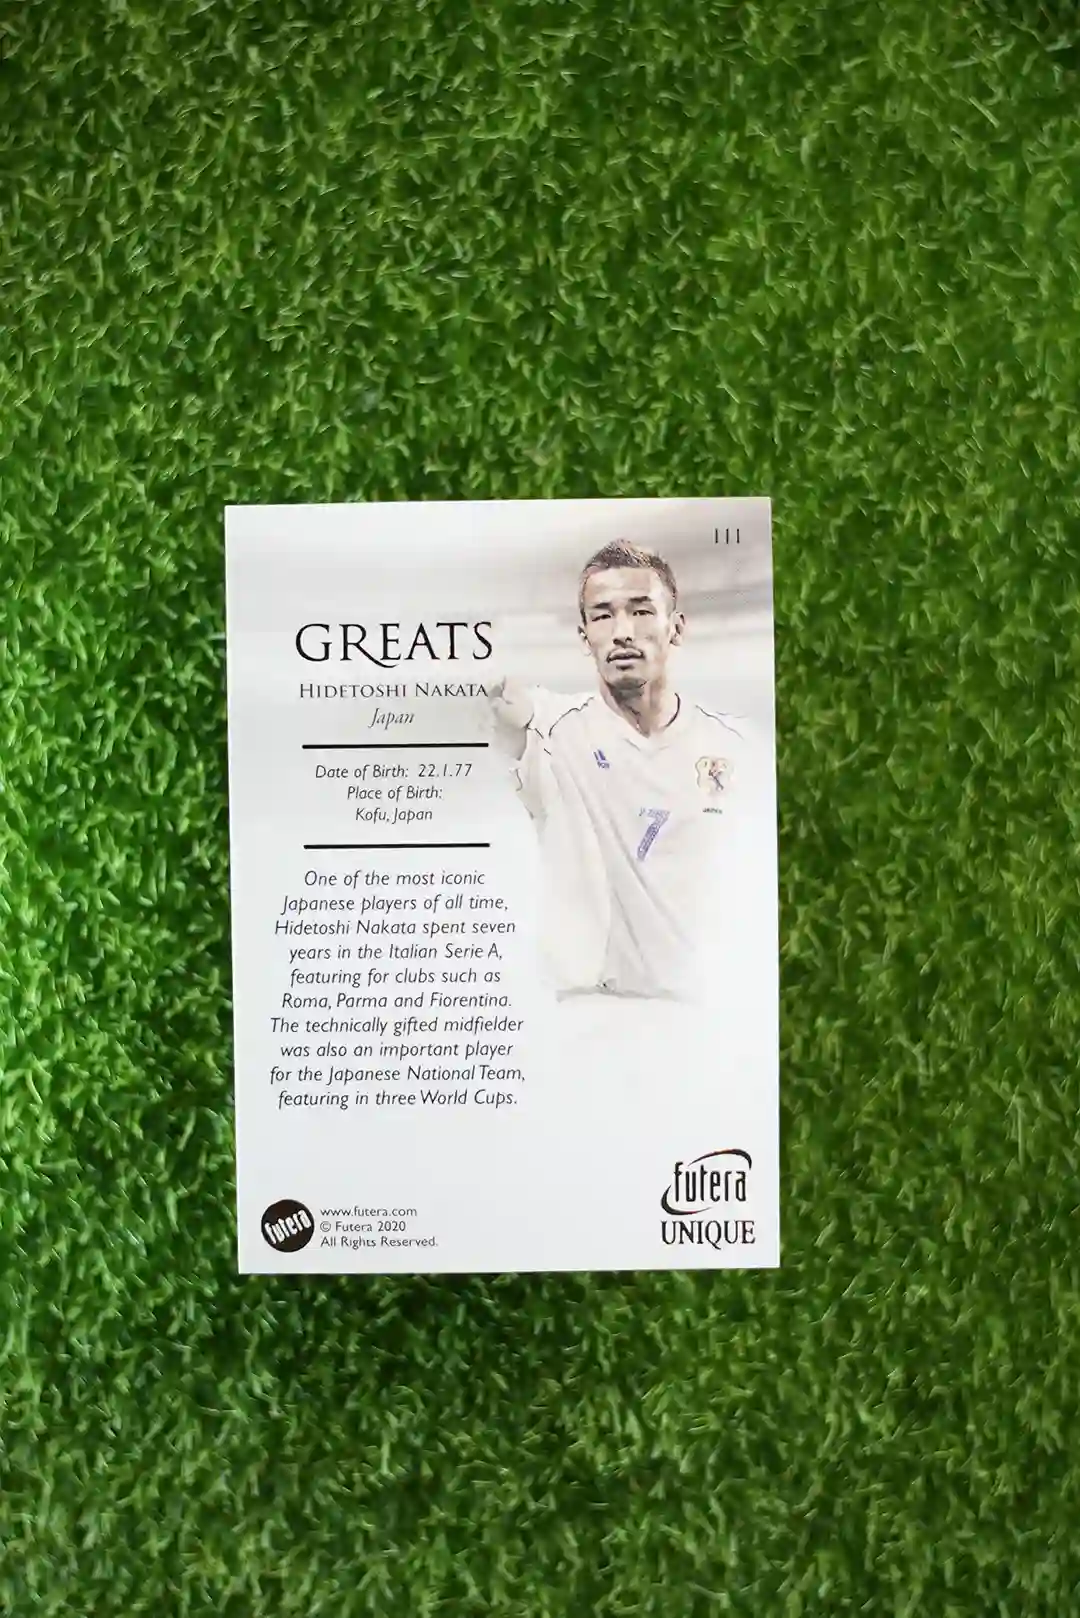 111
GREATS
HIDETOSHI NAKATA
Japan
Date of Birth: 22.1.77
Place of Birth:
Kofu, Japan
7
One of the most iconic
Japanese players of all time,
Hidetoshi Nakata spent seven
years in the Italian Serie A,
featuring for clubs such as
Roma, Parma and Fiorentina.
The technically gifted midfielder
was also an important player
for the Japanese National Team,
featuring in three World Cups.
futera
UNIQUE
futera
www.futera.com
© Futera 2020
All Rights Reserved.